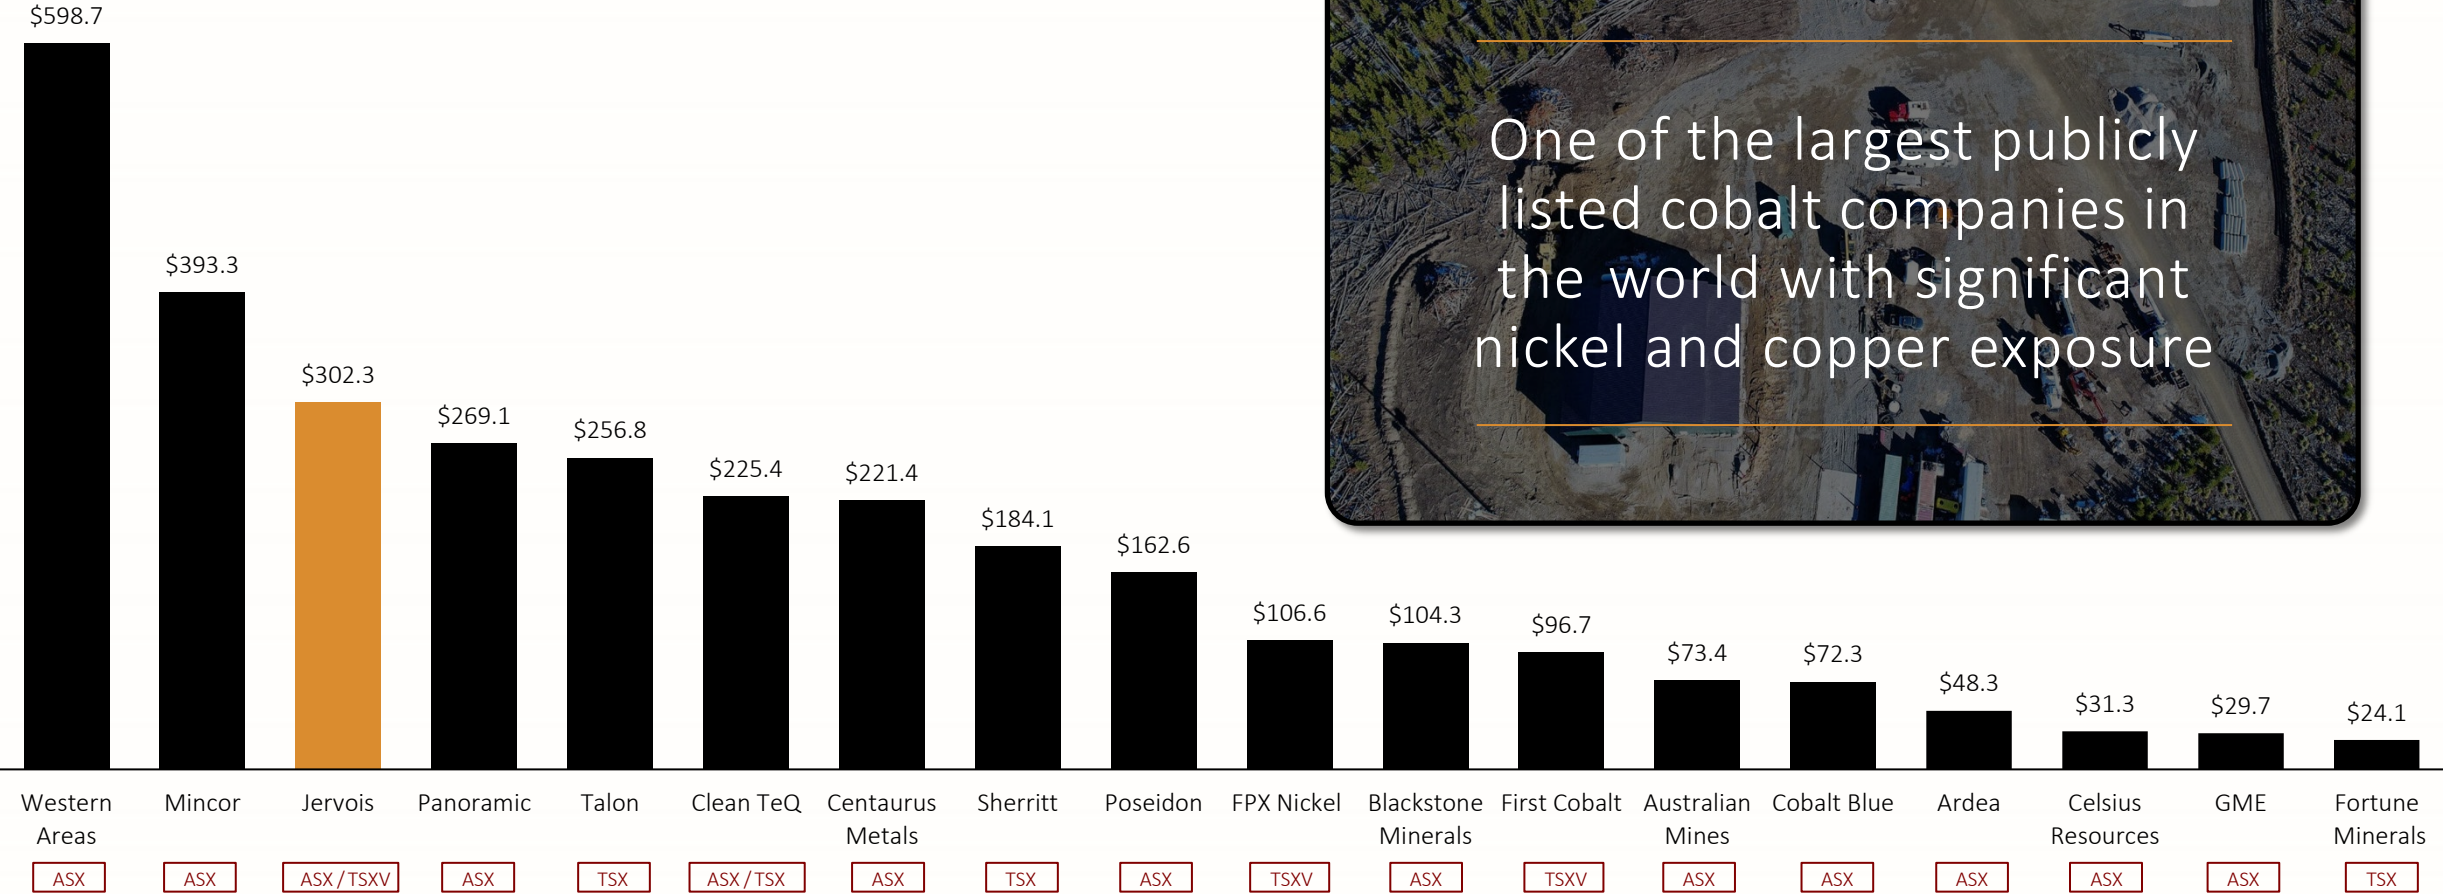 $598.7
One of the largest publicly
listed cobalt companies in
the world with significant
nickel and copper exposure
$393.3
$302.3
$269.1
$256.8
$225.4
$221.4
$184.1
$162.6
$106.6
$104.3
$96.7
$73.4
$72.3
$48.3
$31.3
$29.7
$24.1
Western
Areas
Mincor
Jervois
Panoramic
Talon
Clean TeQ
Centaurus
Metals
Sherritt
Poseidon
FPX Nickel
Blackstone
Minerals
First Cobalt
Australian
Mines
Cobalt Blue
Ardea
Celsius
Resources
GME
Fortune
Minerals
ASX
ASX
ASX / TSXV
ASX
TSX
ASX / TSX
ASX
TSX
ASX
TSXV
ASX
TSXV
ASX
ASX
ASX
ASX
ASX
TSX